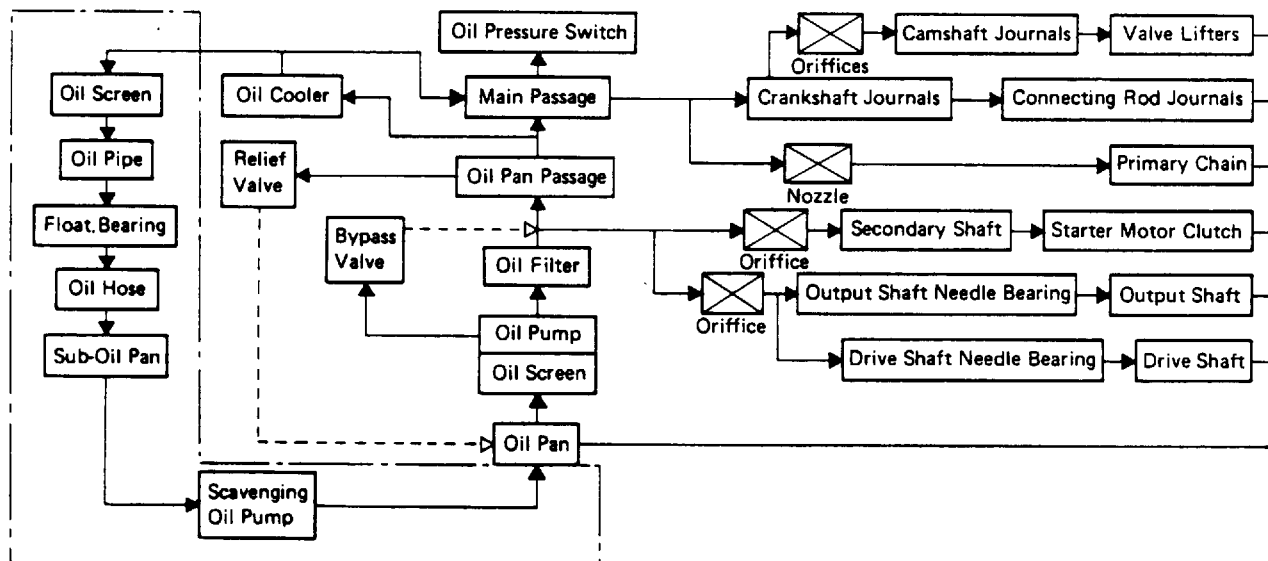 Oil Pressure Switch
Oriffices
Camshaft Journals
Valve Lifters
Oil Screen
Oil Cooler
Main Passage
Crankshaft Journals
Connecting Rod Journals
Oil Pipe
Relief
Valve
Oil Pan Passage
Nozzle
Primary Chain
Float.Bearing
Bypass
Valve
Oil Filter
Oriffice
Secondary Shaft
Starter Motor Clutch
Oil Hose
Oil Pump
Oriffice
Output Shaft Needle Bearing
Output Shaft
Sub-Oil Pan
Oil Screen
Drive Shaft Needle Bearing
Drive Shaft
Oil Pan
Scavenging
Oil Pump